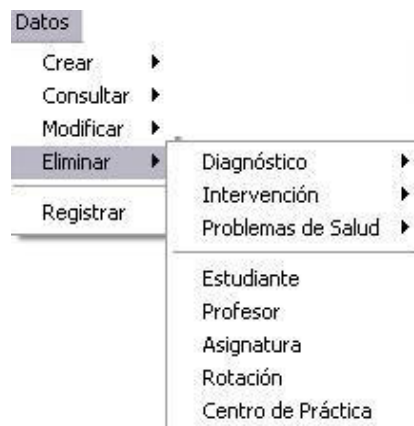 Datos
Crear
Consultar
Modificar
Eliminar
Registrar
Diagnóstico
Intervención
Problemas de Salud
Estudiante
Profesor
Asignatura
Rotación
Centro de Práctica